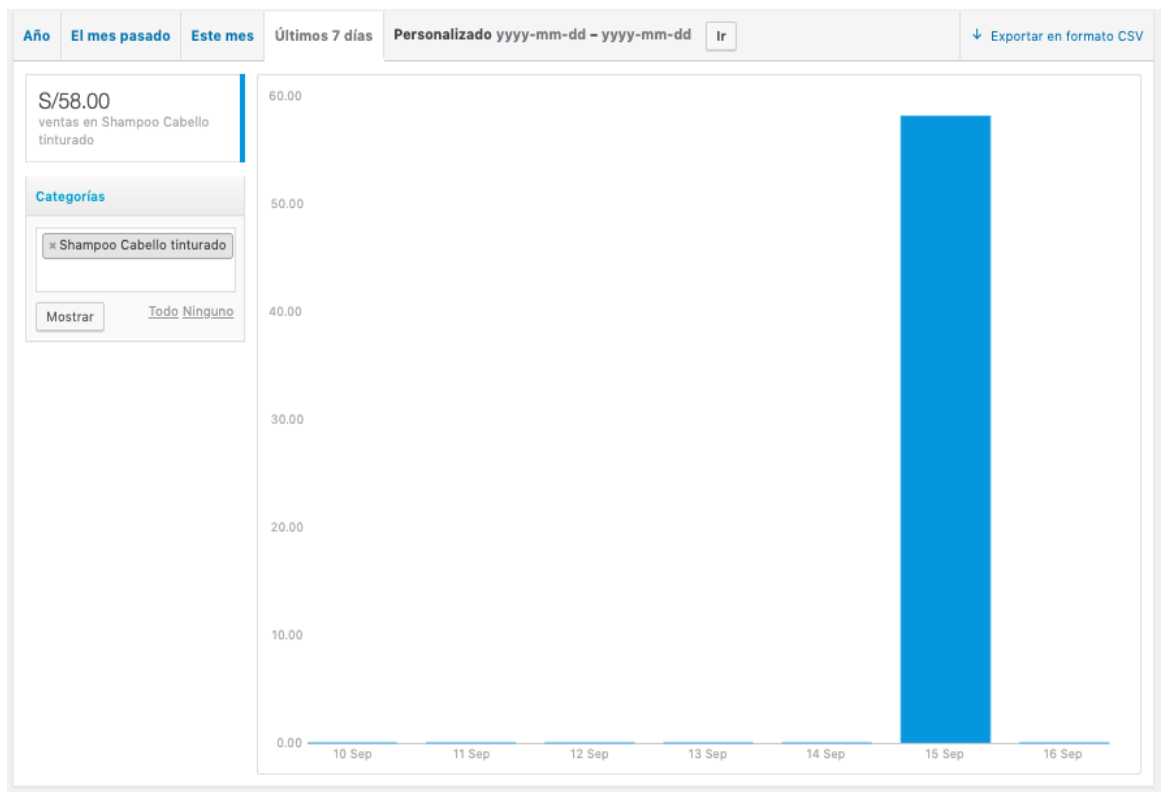 Año El mes pasado Este mes Últimos 7 días Personalizado yyyy-mm-dd – yyyy-mm-dd Ir ↓ Exportar en formato CSV
S/58.00
ventas en Shampoo Cabello
tinturado
Categorías
× Shampoo Cabello tinturado
Mostrar Todo Ninguno
60.00
50.00
40.00
30.00
20.00
10.00
0.00
10 Sep 11 Sep 12 Sep 13 Sep 14 Sep 15 Sep 16 Sep